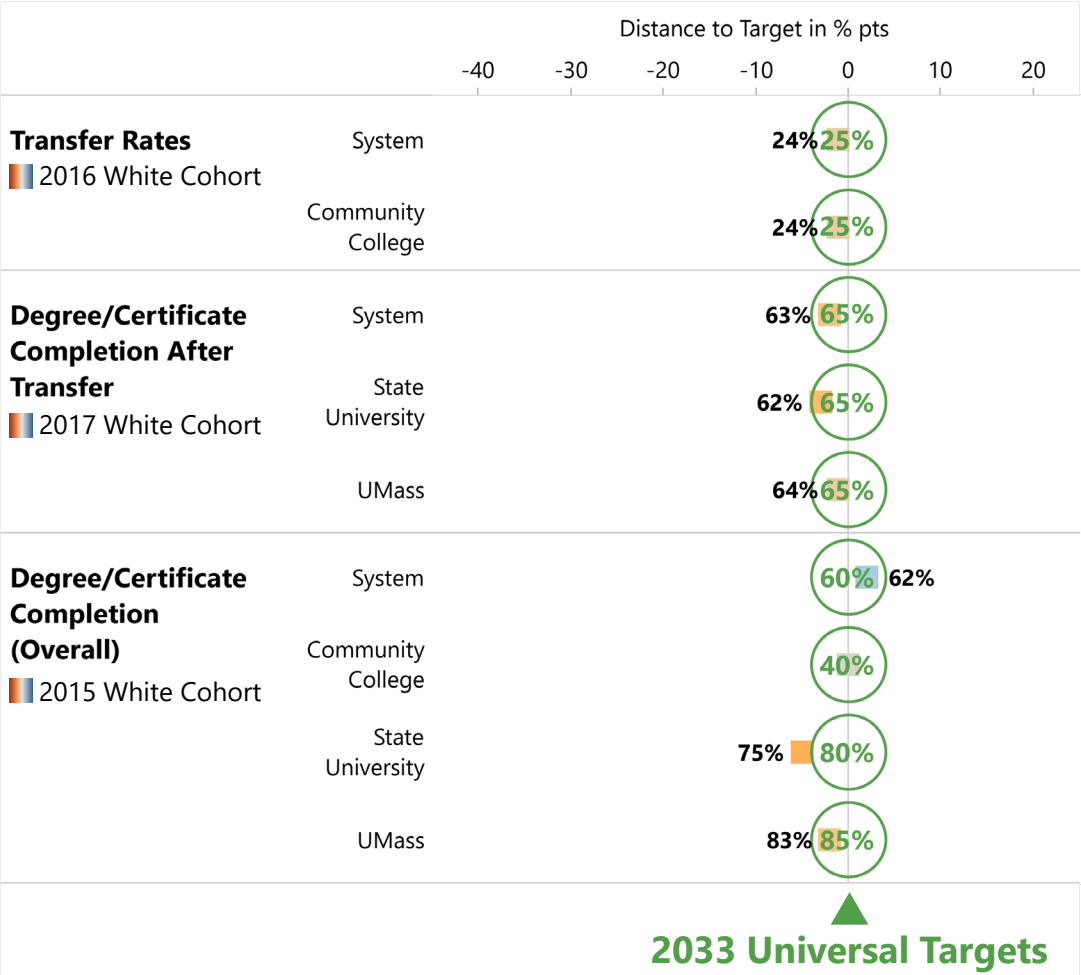 Distance to Target in % pts
-40 -30 -20 -10 0 10 20
Transfer Rates
2016 White Cohort
System
24% 25%
Community
College
24% 25%
Degree/Certificate
Completion After
Transfer
2017 White Cohort
System
63% 65%
State
University
62% 65%
UMass
64% 65%
Degree/Certificate
Completion
(Overall)
2015 White Cohort
System
60% 62%
Community
College
40%
State
University
75% 80%
UMass
83% 85%
2033 Universal Targets